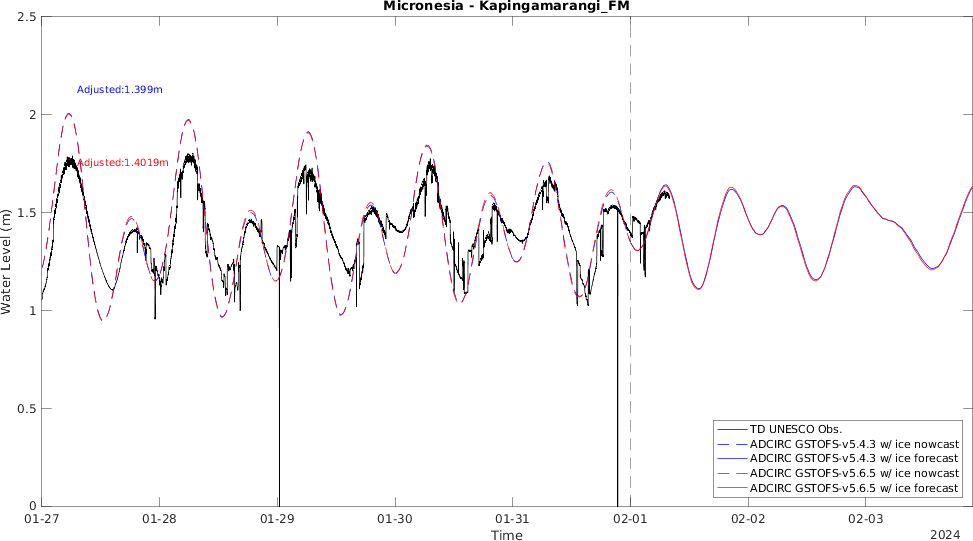 Micronesia - Kapingamarangi_FM
2.5
Adjusted:1.399m
2
Adjusted:1.4019m
1.5
Water Level (m)
1
0.5
TD UNESCO Obs.
ADCIRC GSTOFS-v5.4.3 w/ ice nowcast
ADCIRC GSTOFS-v5.4.3 w/ ice forecast
ADCIRC GSTOFS-v5.6.5 w/ ice nowcast
ADCIRC GSTOFS-v5.6.5 w/ ice forecast
0
01-27 01-28 01-29 01-30 01-31 02-01 02-02 02-03
Time
2024